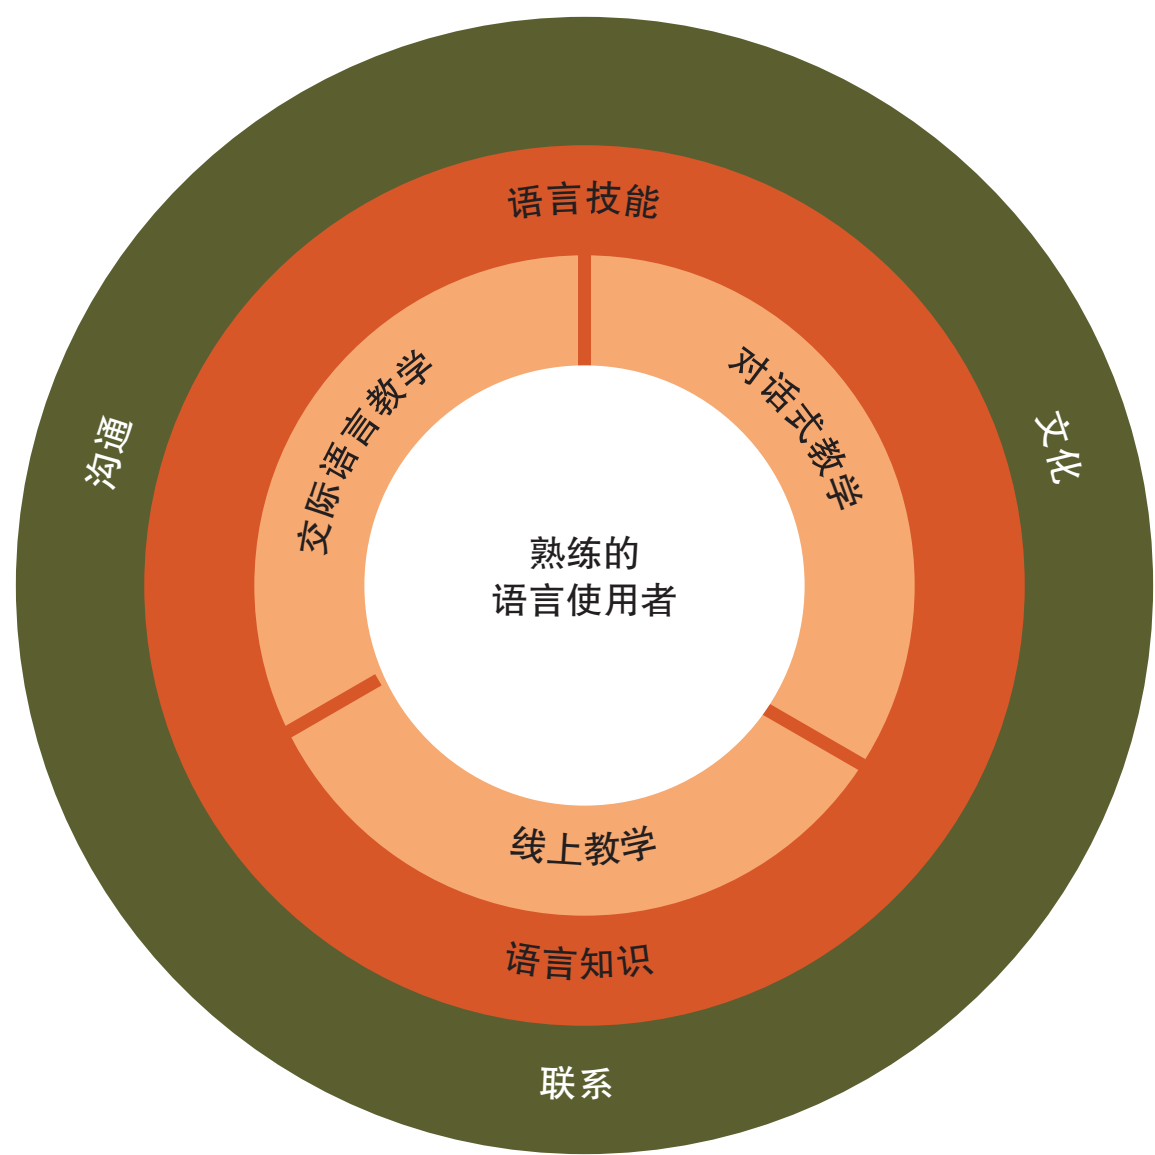 语言技能
对话式教学
交际语言教学
沟通
文化
熟练的
语言使用者
线上教学
语言知识
联系